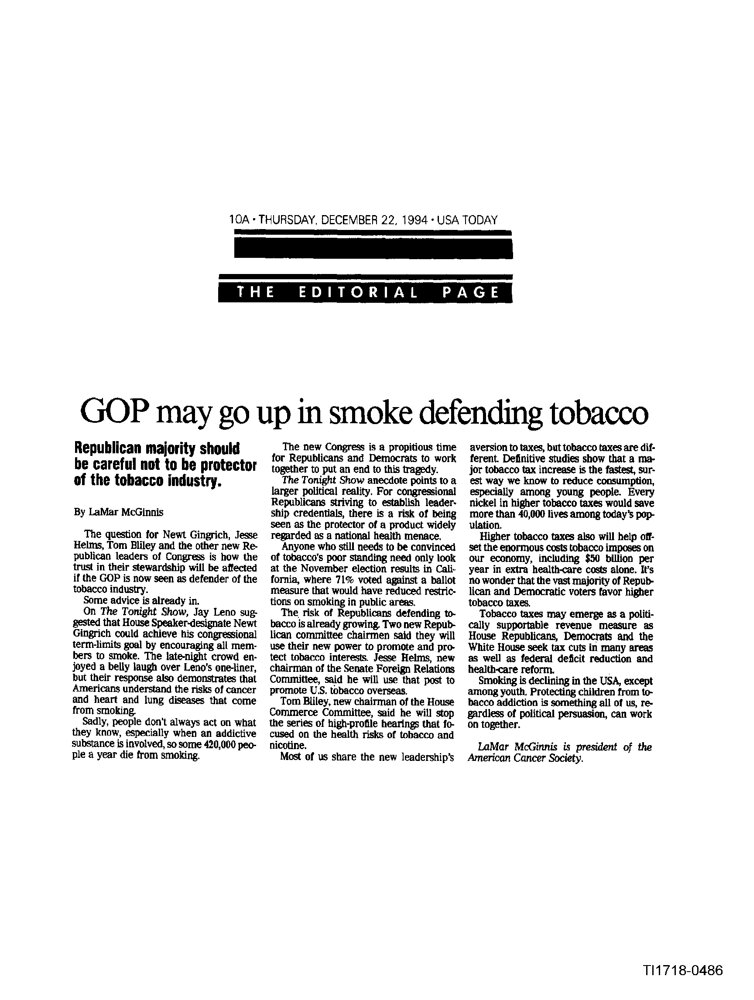 10A • THURSDAY, DECEMBER 22, 1994 • USA TODAY
THE EDITORIAL PAGE
GOP may go up in smoke defending tobacco
Republican majority should
be careful not to be protector
of the tobacco industry.
By LaMar McGinnis
The question for Newt Gingrich, Jesse
Helms, Tom Bliley and the other new Re-
publican leaders of Congress is how the
trust in their stewardship will be affected
if the GOP is now seen as defender of the
tobacco industry.
Some advice is already in.
On The Tonight Show, Jay Leno sug-
gested that House Speaker-designate Newt
Gingrich could achieve his congressional
term-limits goal by encouraging all mem-
bers to smoke. The late-night crowd en-
joyed a belly laugh over Leno's one-liner,
but their response also demonstrates that
Americans understand the risks of cancer
and heart and lung diseases that come
from smoking.
Sadly, people don't always act on what
they know, especially when an addictive
substance is involved, so some 420,000 peo-
ple a year die from smoking.
The new Congress is a propitious time
for Republicans and Democrats to work
together to put an end to this tragedy.
The Tonight Show anecdote points to a
larger political reality. For congressional
Republicans striving to establish leader-
ship credentials, there is a risk of being
seen as the protector of a product widely
regarded as a national health menace.
Anyone who still needs to be convinced
of tobacco's poor standing need only look
at the November election results in Cali-
fornia, where 71% voted against a ballot
measure that would have reduced restric-
tions on smoking in public areas.
The risk of Republicans defending to-
bacco is already growing. Two new Repub-
lican committee chairmen said they will
use their new power to promote and pro-
tect tobacco interests. Jesse Helms, new
chairman of the Senate Foreign Relations
Committee, said he will use that post to
promote U.S. tobacco overseas.
Tom Bliley, new chairman of the House
Commerce Committee, said he will stop
the series of high-profile hearings that fo-
cused on the health risks of tobacco and
nicotine.
Most of us share the new leadership's
aversion to taxes, but tobacco taxes are dif-
ferent. Definitive studies show that a ma-
jor tobacco tax increase is the fastest, sur-
est way we know to reduce consumption,
especially among young people. Every
nickel in higher tobacco taxes would save
more than 40,000 lives among today's pop-
ulation.
Higher tobacco taxes also will help off-
set the enormous costs tobacco imposes on
our economy, including $50 billion per
year in extra health-care costs alone. It's
no wonder that the vast majority of Repub-
lican and Democratic voters favor higher
tobacco taxes.
Tobacco taxes may emerge as a politi-
cally supportable revenue measure as
House Republicans, Democrats and the
White House seek tax cuts in many areas
as well as federal deficit reduction and
health-care reform.
Smoking is declining in the USA, except
among youth. Protecting children from to-
bacco addiction is something all of us, re-
gardless of political persuasion, can work
on together.
LaMar McGinnis is president of the
American Cancer Society.
TI1718-0486